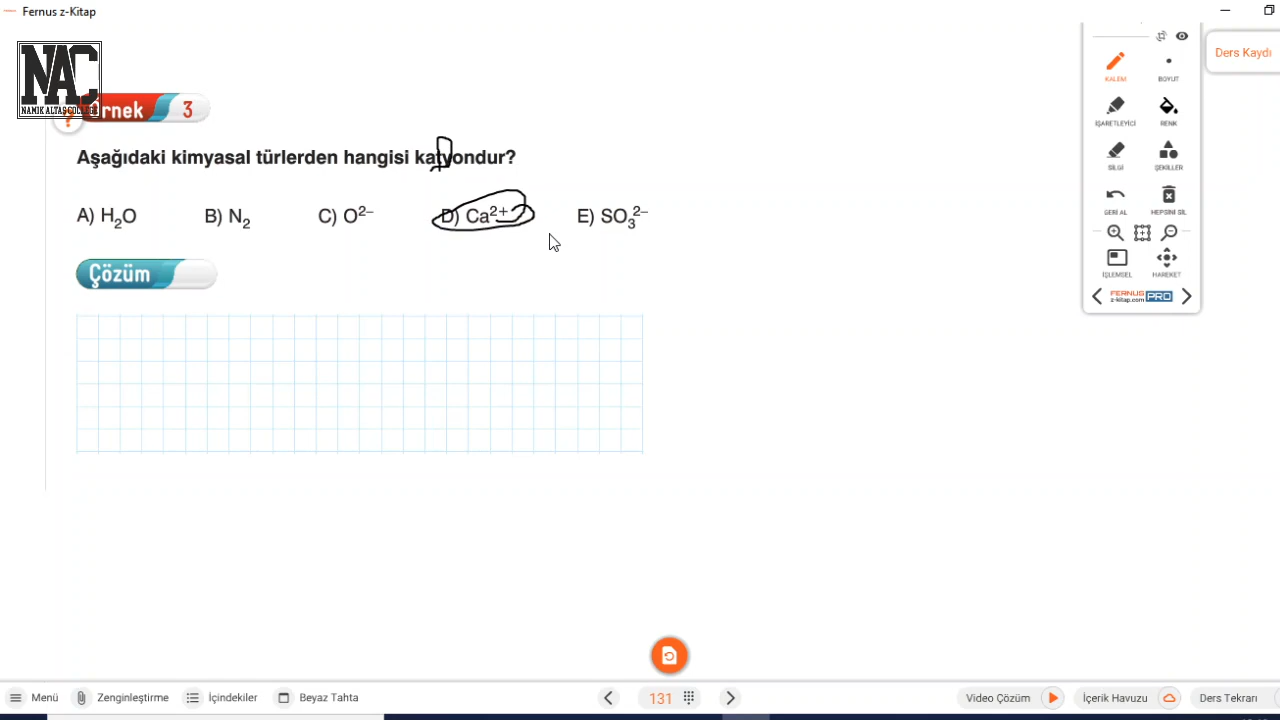 Fernus z-Kitap
NAC
NAMIK ALTAŞ COLLEGE
Örnek 3
?
Aşağıdaki kimyasal türlerden hangisi katyondur?
A) H₂O B) N₂ C) O²⁻ D) Ca²⁺ E) SO₃²⁻
Çözüm
Ders Kaydı
KALEM BOYUT
İŞARETLEYİCİ RENK
SİLGİ ŞEKİLLER
GERİ AL HEPSİNİ SİL
İŞLEMSEL HAREKET
FERNUS z-kitap.com PRO
Menü Zenginleştirme İçindekiler Beyaz Tahta 131 Video Çözüm İçerik Havuzu Ders Tekrarı